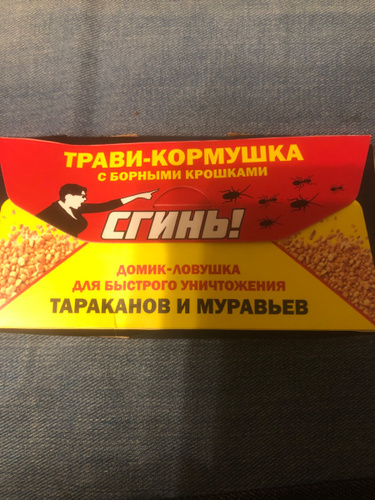 ТРАВИ-КОРМУШКА
С БОРНЫМИ КРОШКАМИ
СГИНЬ!
ДОМИК-ЛОВУШКА
ДЛЯ БЫСТРОГО УНИЧТОЖЕНИЯ
ТАРАКАНОВ И МУРАВЬЕВ